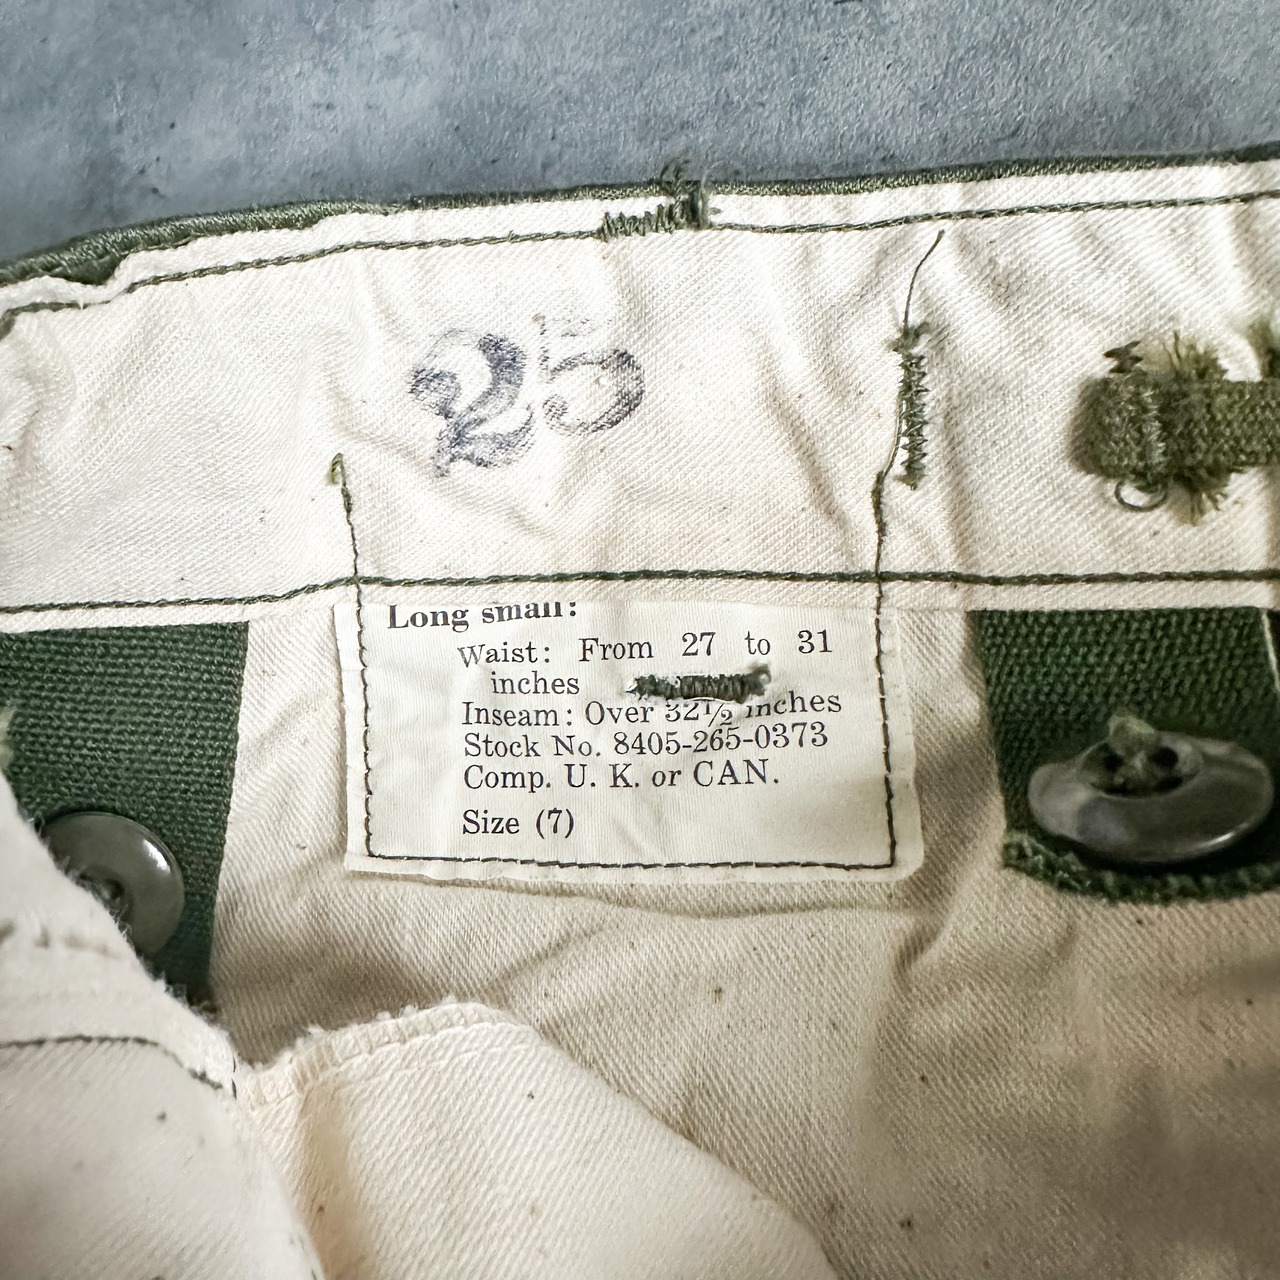 25
Long small:
Waist: From 27 to 31
inches
Inseam: Over 32½ inches
Stock No. 8405-265-0373
Comp. U. K. or CAN.
Size (7)